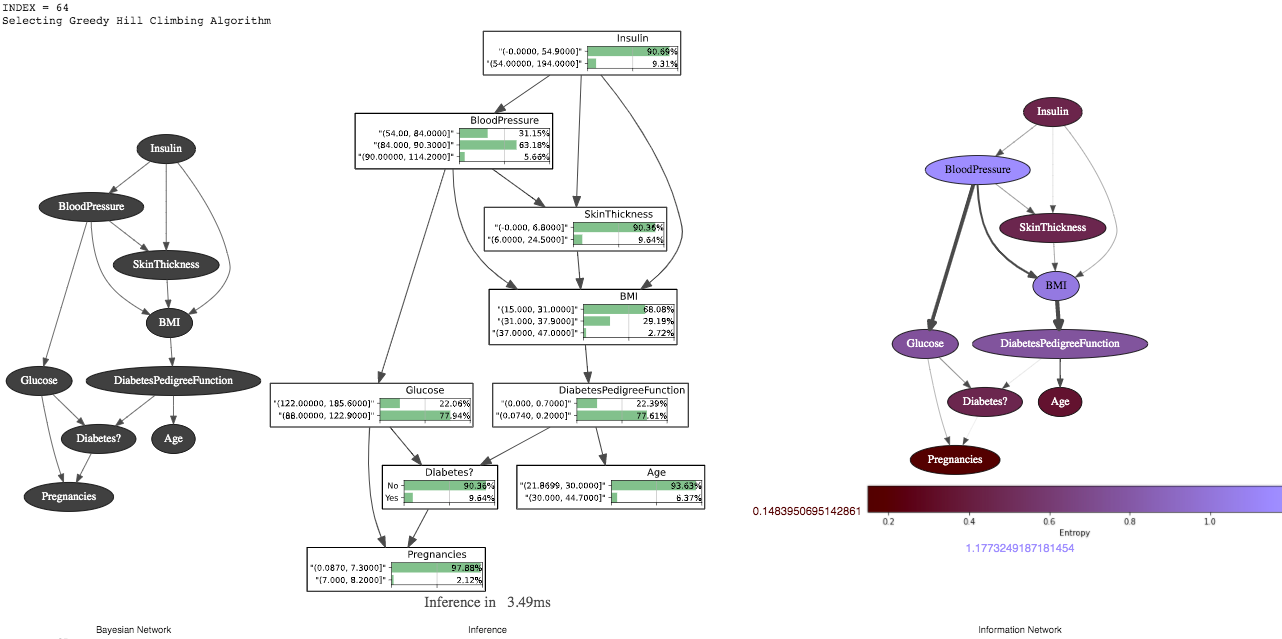 INDEX = 64
Selecting Greedy Hill Climbing Algorithm
Insulin
BloodPressure
SkinThickness
BMI
Glucose
DiabetesPedigreeFunction
Diabetes?
Age
Pregnancies
Bayesian Network
Insulin
"(-0.0000, 54.9000]" 90.69%
"(54.00000, 194.0000]" 9.31%
BloodPressure
"(54.00, 84.0000]" 31.15%
"(84.000, 90.3000]" 63.18%
"(90.00000, 114.2000]" 5.66%
SkinThickness
"(-0.000, 6.8000]" 90.36%
"(6.0000, 24.5000]" 9.64%
BMI
"(15.000, 31.0000]" 68.08%
"(31.000, 37.9000]" 29.19%
"(37.0000, 47.0000]" 2.72%
Glucose
"(122.00000, 185.6000]" 22.06%
"(88.00000, 122.9000]" 77.94%
DiabetesPedigreeFunction
"(0.000, 0.7000]" 22.39%
"(0.0740, 0.2000]" 77.61%
Diabetes?
No 90.36%
Yes 9.64%
Age
"(21.8699, 30.0000]" 93.63%
"(30.000, 44.7000]" 6.37%
Pregnancies
"(0.0870, 7.3000]" 97.88%
"(7.000, 8.2000]" 2.12%
Inference in 3.49ms
Inference
Insulin
BloodPressure
SkinThickness
BMI
Glucose
DiabetesPedigreeFunction
Diabetes?
Age
Pregnancies
0.1483950695142861
0.2 0.4 0.6 0.8 1.0
Entropy
1.1773249187181454
Information Network